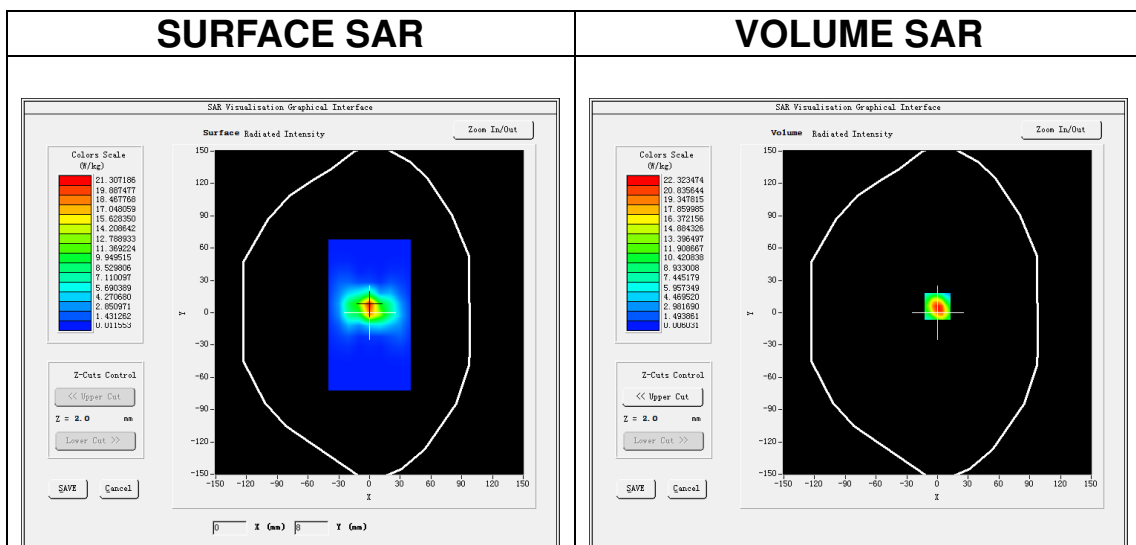 SURFACE SAR
SAR Visualisation Graphical Interface
Surface Radiated Intensity
Zoom In/Out
Colors Scale
(W/kg)
21.307186
19.887477
18.467768
17.048059
15.628350
14.208642
12.788933
11.369224
9.949515
8.529806
7.110097
5.690389
4.270680
2.850971
1.431262
0.011553
Z-Cuts Control
<< Upper Cut
Z = 2.0 mm
Lower Cut >>
SAVE Cancel
150
120
90
60
30
0
-30
-60
-90
-120
-150
Y
-150 -120 -90 -60 -30 0 30 60 90 120 150
X
0 X (mm) 8 Y (mm)
VOLUME SAR
SAR Visualisation Graphical Interface
Volume Radiated Intensity
Zoom In/Out
Colors Scale
(W/kg)
22.323474
20.835644
19.347815
17.859985
16.372156
14.884326
13.396497
11.908667
10.420838
8.933008
7.445179
5.957349
4.469520
2.981690
1.493861
0.006031
Z-Cuts Control
<< Upper Cut
Z = 2.0 mm
Lower Cut >>
SAVE Cancel
150
120
90
60
30
0
-30
-60
-90
-120
-150
Y
-150 -120 -90 -60 -30 0 30 60 90 120 150
X